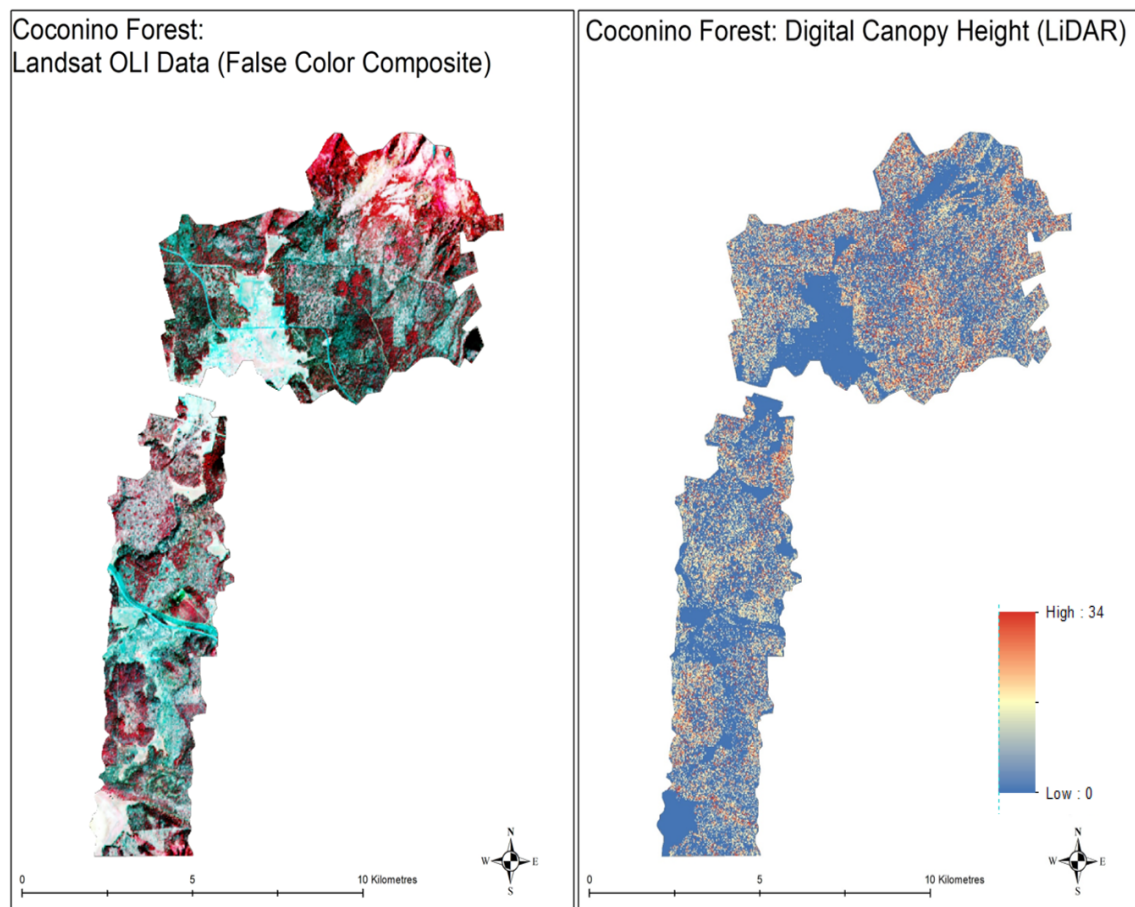 Coconino Forest:
Landsat OLI Data (False Color Composite)
N
W E
S
0 5 10 Kilometres
Coconino Forest: Digital Canopy Height (LiDAR)
High : 34
Low : 0
N
W E
S
0 5 10 Kilometres